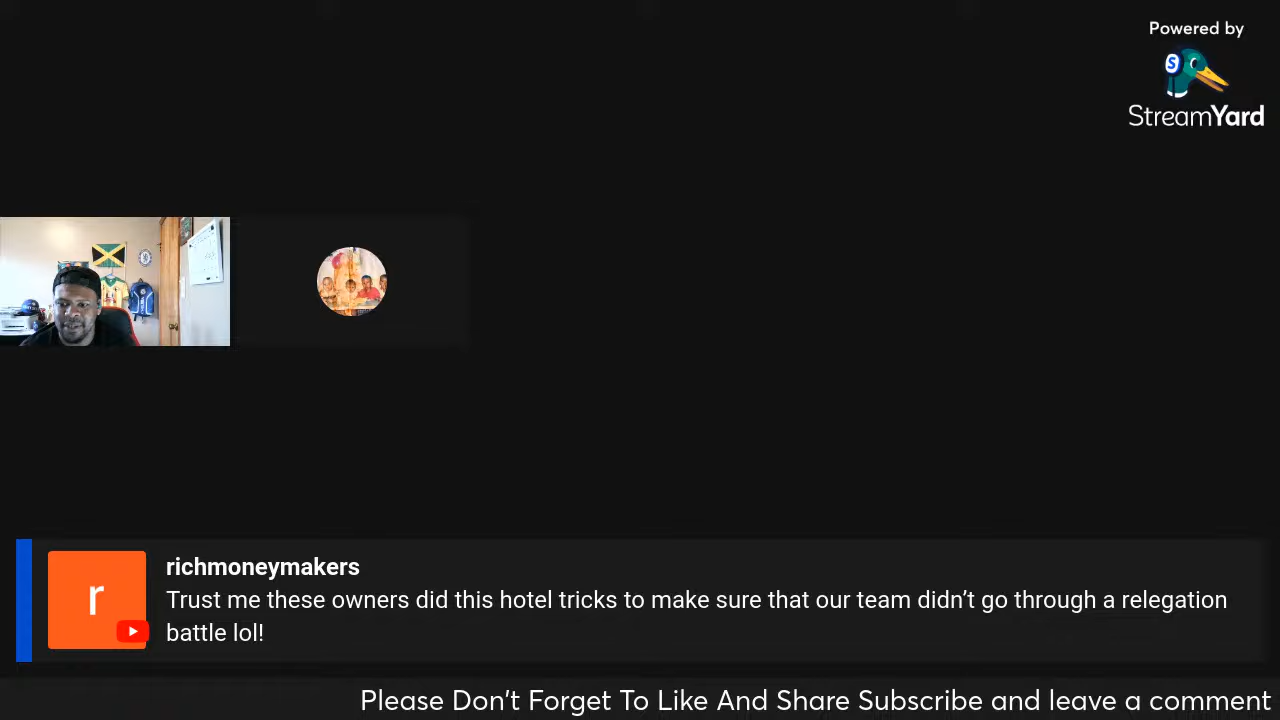 Powered by
S
StreamYard
r
richmoneymakers
Trust me these owners did this hotel tricks to make sure that our team didn’t go through a relegation
battle lol!
Please Don’t Forget To Like And Share Subscribe and leave a comment